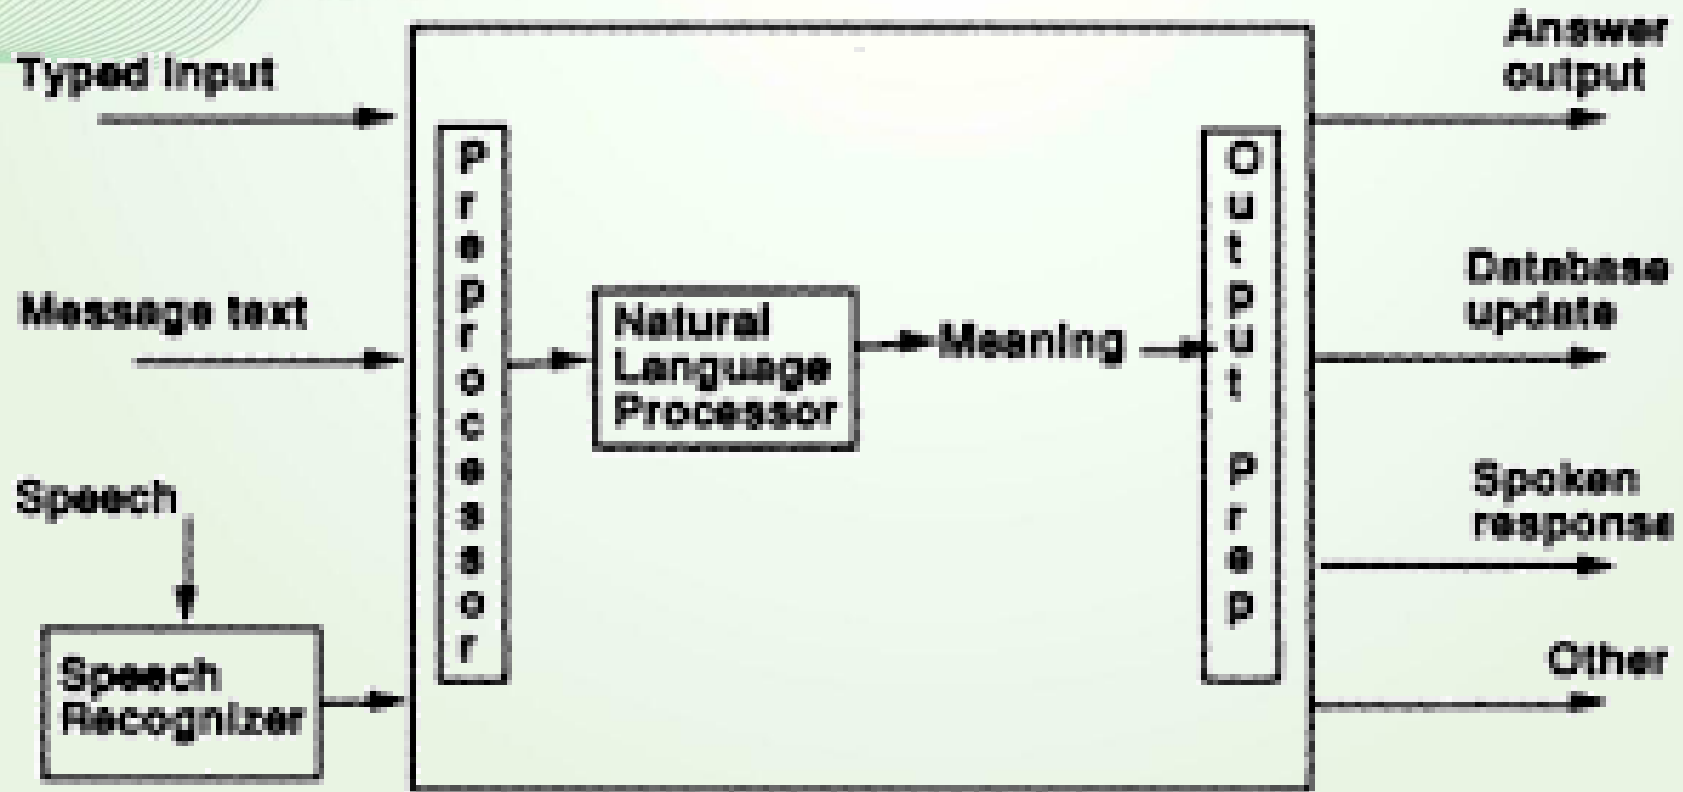 Typed input
Message text
Speech
Speech
Recognizer
Preprocessor
Natural
Language
Processor
Meaning
Output Prep
Answer
output
Database
update
Spoken
response
Other